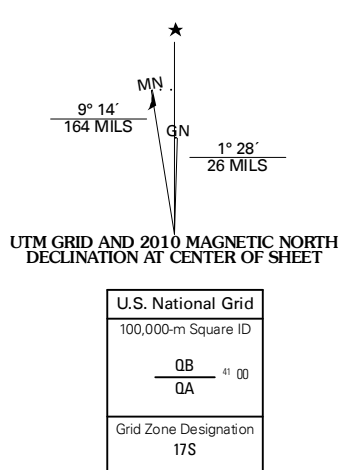 ★
MN
9° 14´
164 MILS
GN
1° 28´
26 MILS
UTM GRID AND 2010 MAGNETIC NORTH
DECLINATION AT CENTER OF SHEET
U.S. National Grid
100,000-m Square ID
QB
41 00
QA
Grid Zone Designation
17S